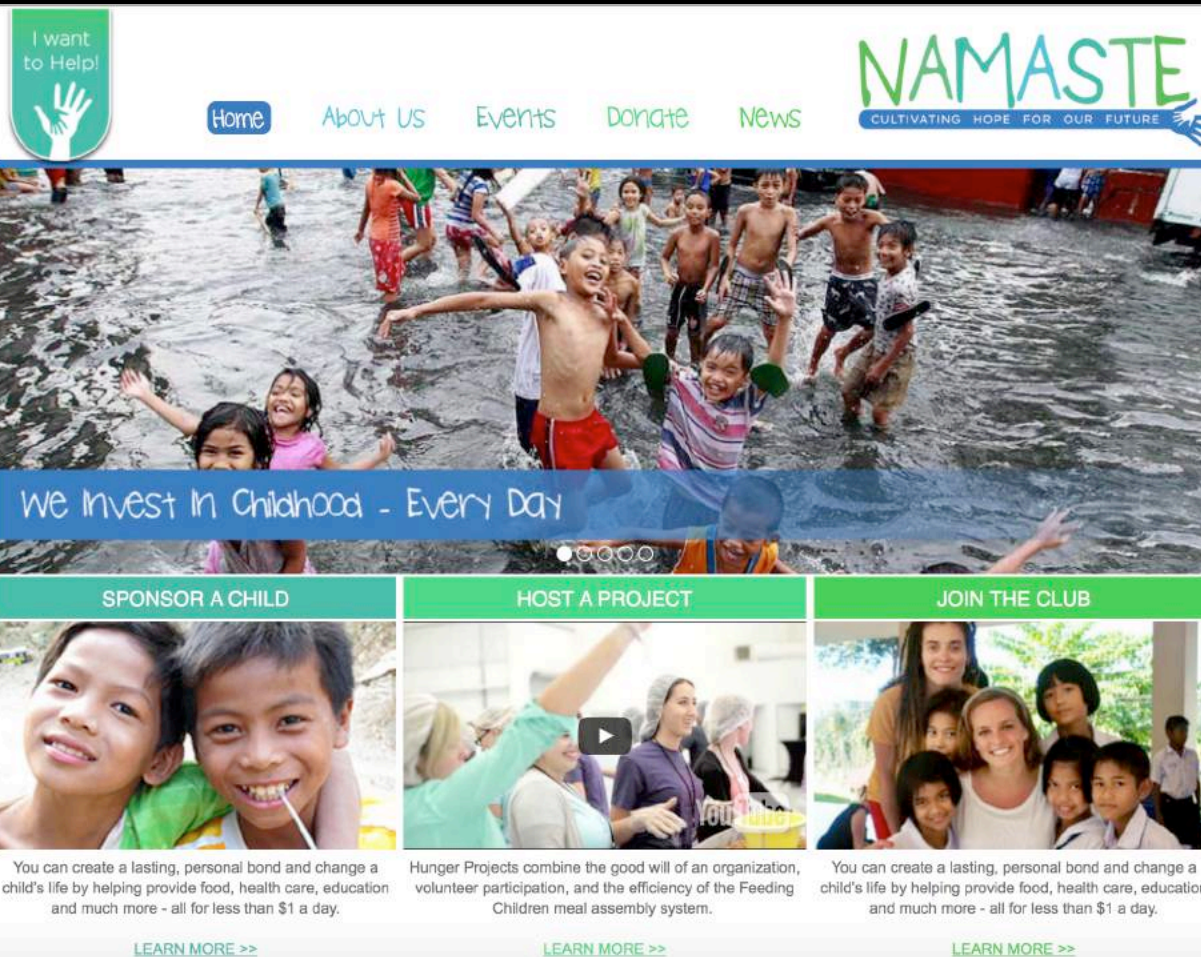 I want
to Help!
Home About Us Events Donate News
NAMASTE
CULTIVATING HOPE FOR OUR FUTURE
We Invest In Childhood - Every Day
SPONSOR A CHILD
HOST A PROJECT
JOIN THE CLUB
YouTube
You can create a lasting, personal bond and change a
child's life by helping provide food, health care, education
and much more - all for less than $1 a day.
LEARN MORE >>
Hunger Projects combine the good will of an organization,
volunteer participation, and the efficiency of the Feeding
Children meal assembly system.
LEARN MORE >>
You can create a lasting, personal bond and change a
child's life by helping provide food, health care, education
and much more - all for less than $1 a day.
LEARN MORE >>